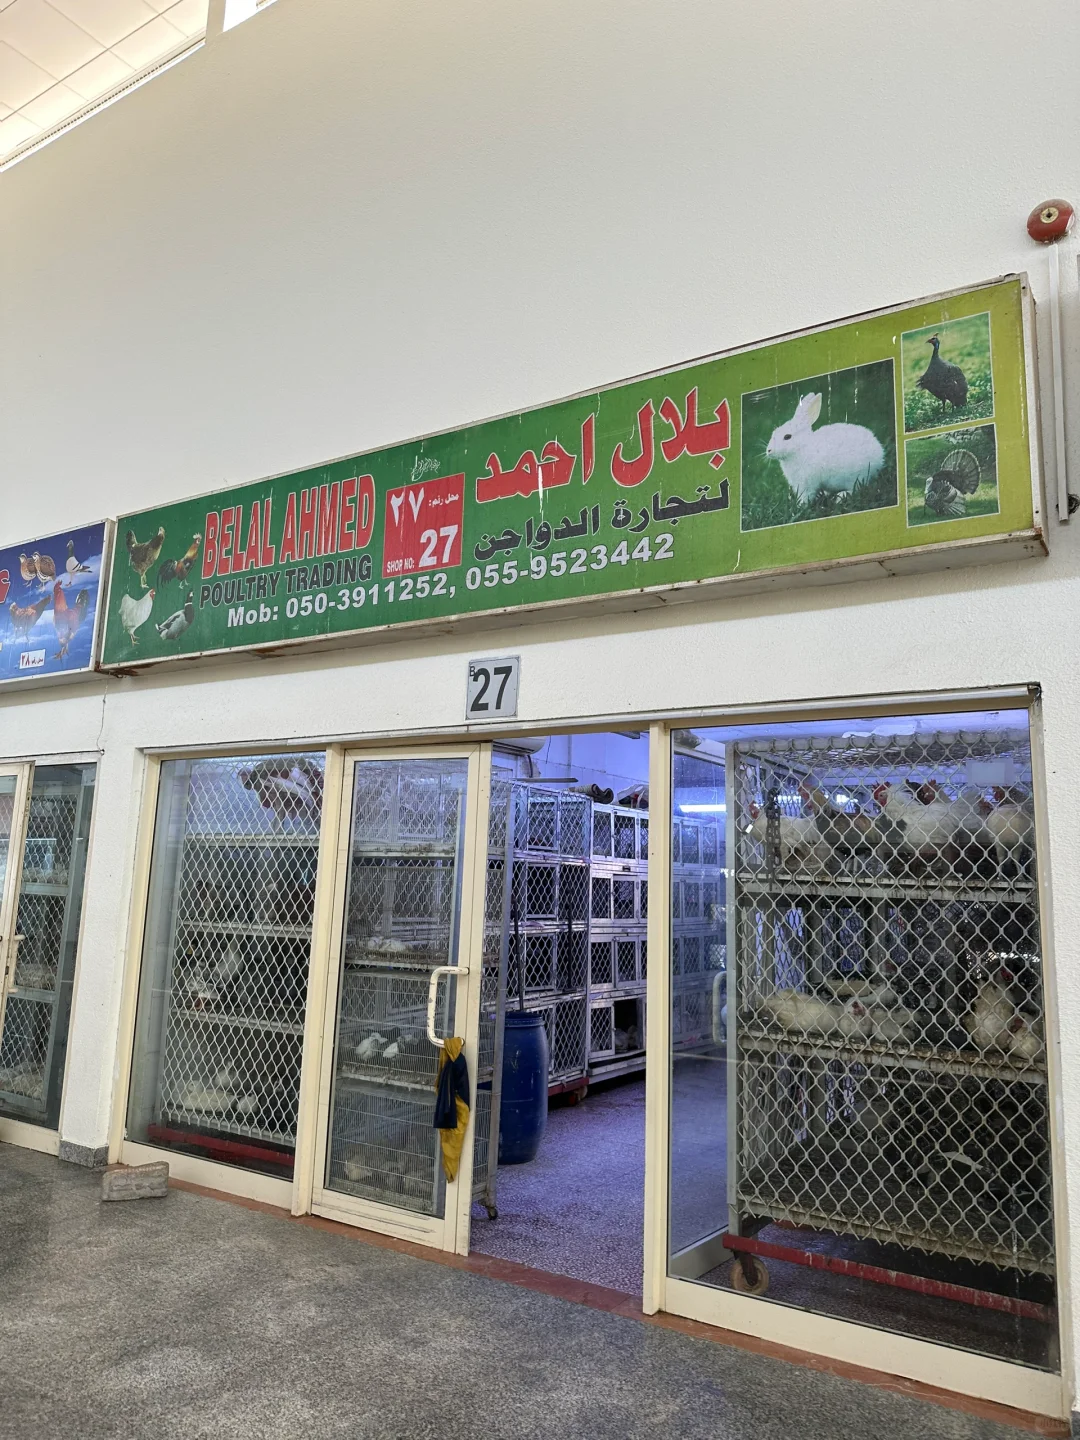 BELAL AHMED
POULTRY TRADING
محل رقم: ٢٧
SHOP NO: 27
بلال احمد
لتجارة الدواجن
Mob: 050-3911252, 055-9523442
B 27
٢٨